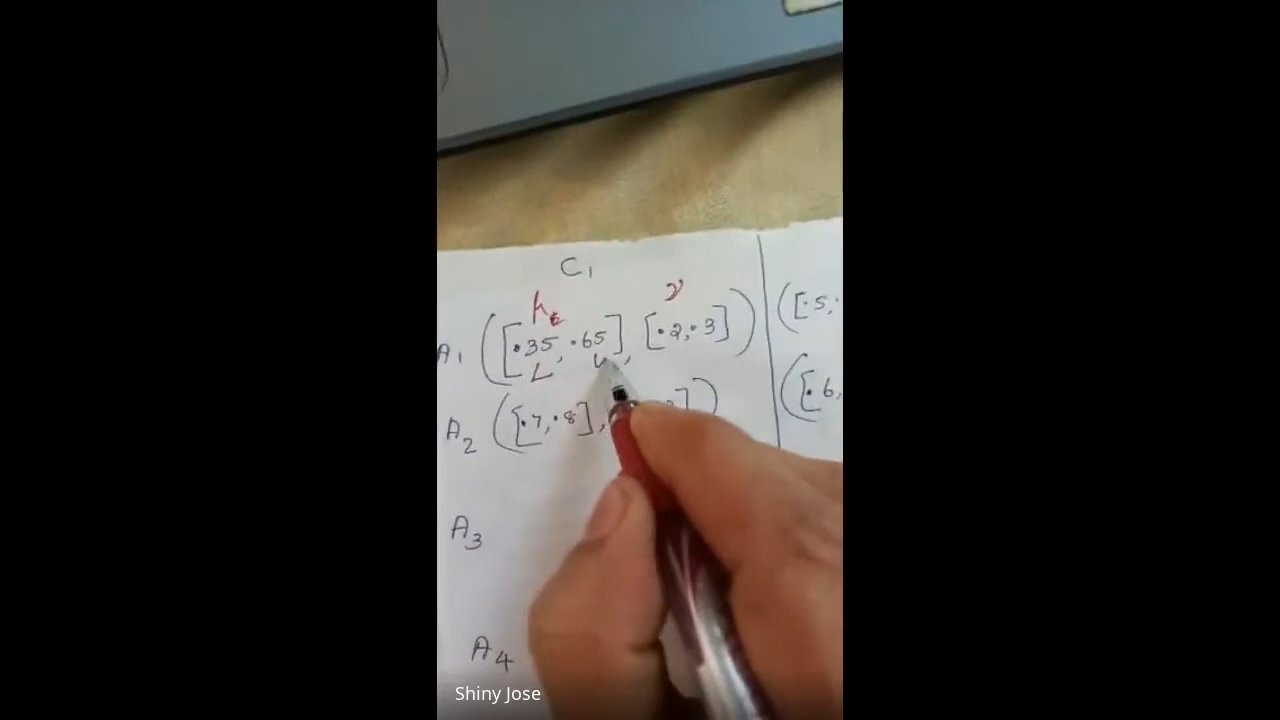 C₁
μ ν
A₁ ([·35, ·65], [·2, ·3]) ([·5,
L U
A₂ ([·7, ·8], ]) ([·6,
A₃
A₄
Shiny Jose